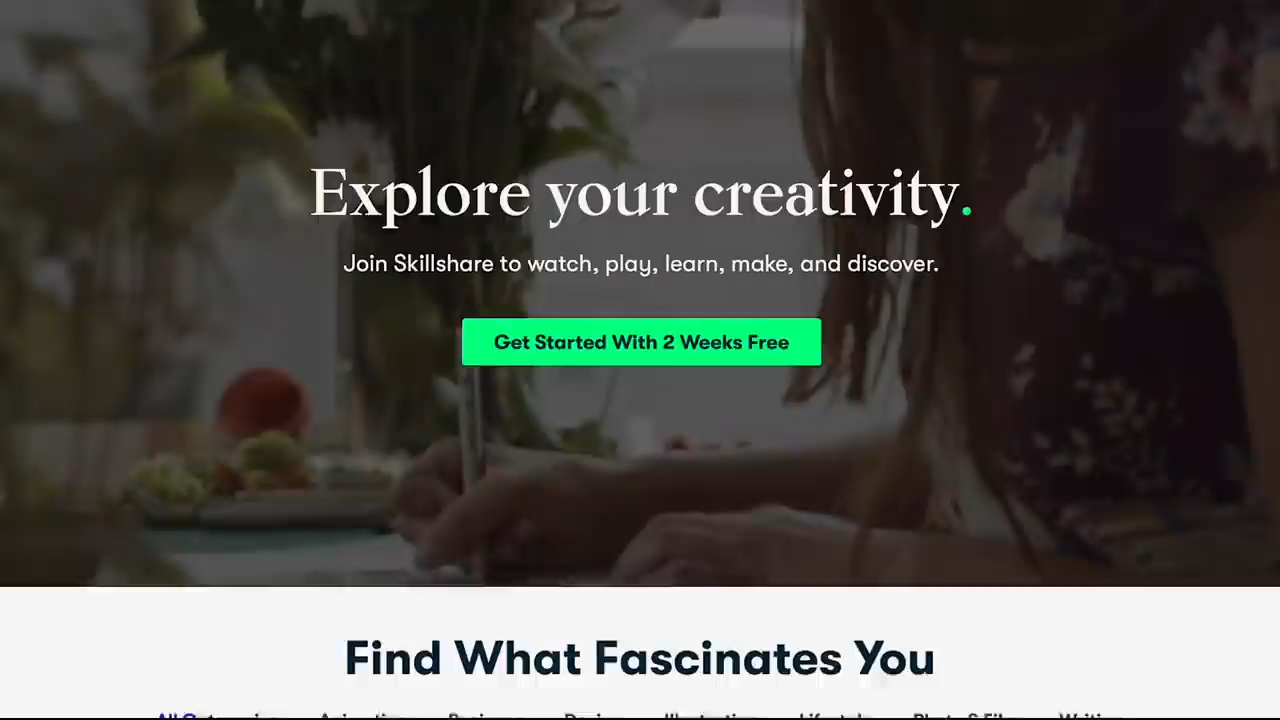 Explore your creativity.
Join Skillshare to watch, play, learn, make, and discover.
Get Started With 2 Weeks Free
Find What Fascinates You